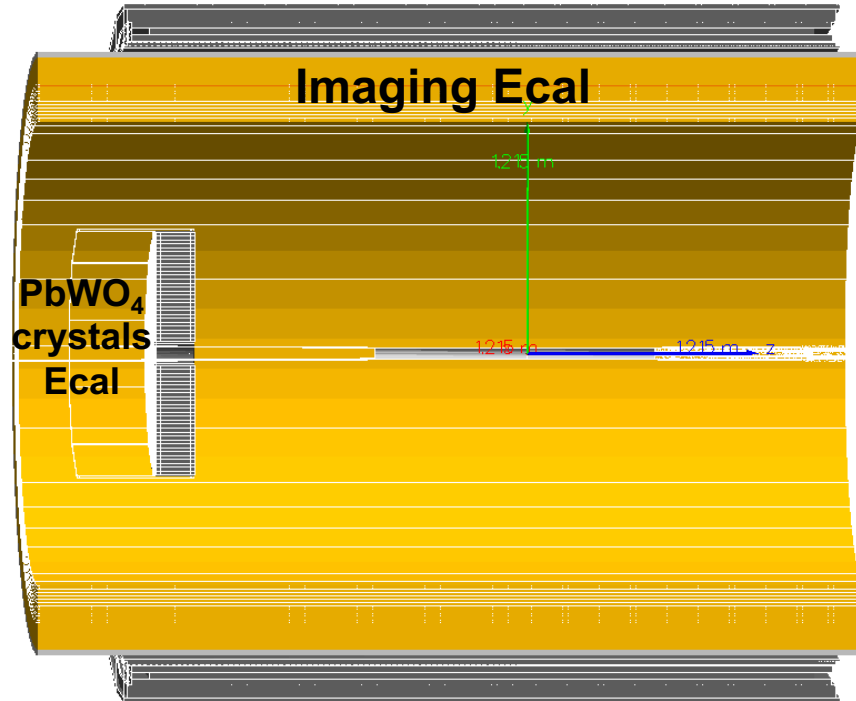 Imaging Ecal
y
1.215 m
PbWO₄
crystals
Ecal
1.215 m
1.215 m z